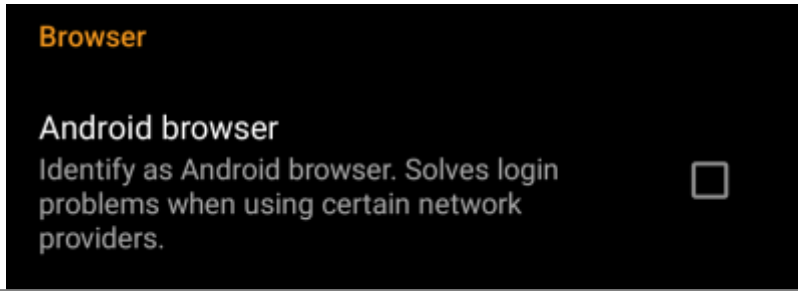 Browser
Android browser
Identify as Android browser. Solves login
problems when using certain network
providers.